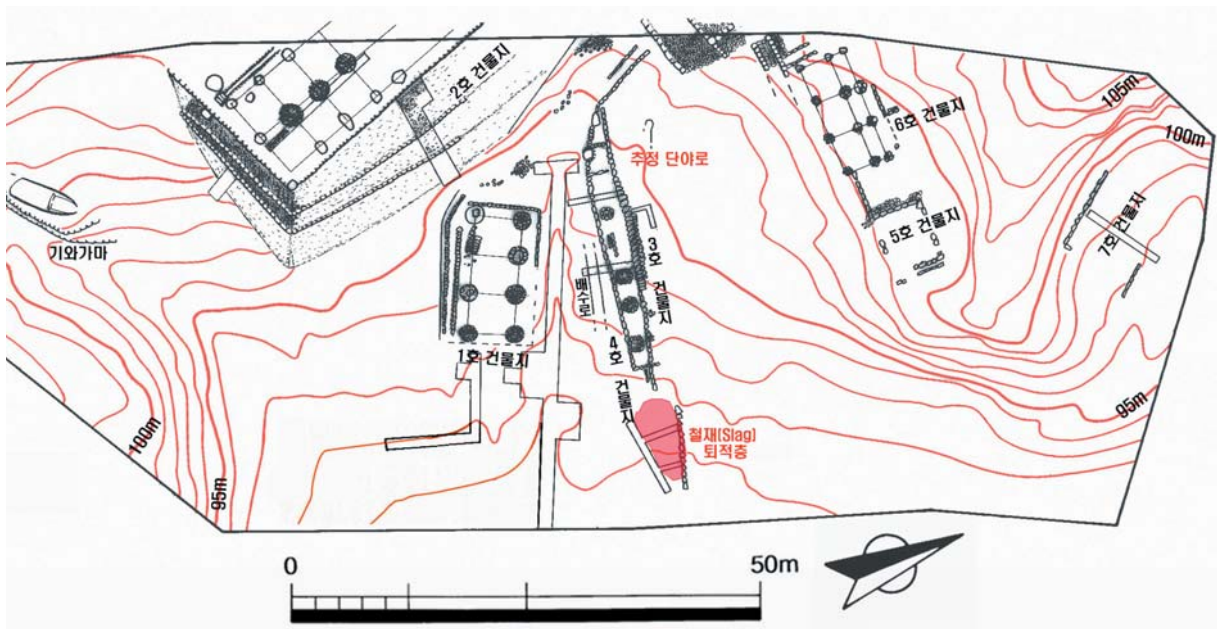 2호 건물지
105m
6호 건물지
100m
?
추정 단야로
기와가마
5호 건물지
7호 건물지
3호 건물지
배수로
1호 건물지
4호 건물지
100m
95m
철재(Slag)
퇴적층
95m
0
50m